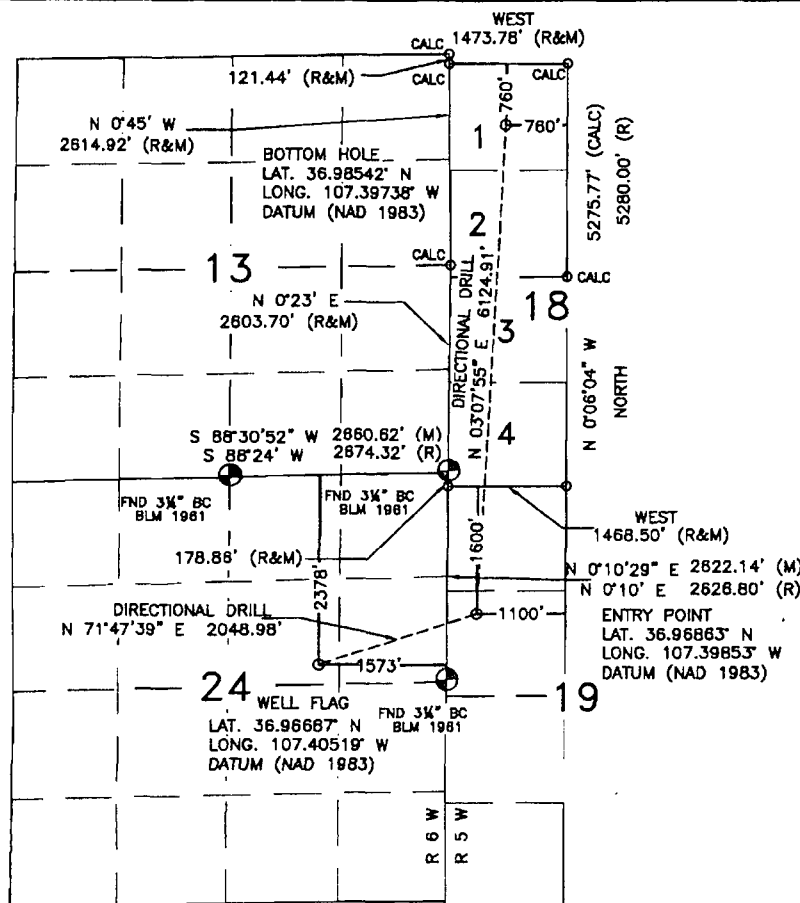 WEST
1473.78' (R&M)
CALC
121.44' (R&M)
CALC
CALC
760'
760'
N 0°45' W
2614.92' (R&M)
1
BOTTOM HOLE
LAT. 36.98542° N
LONG. 107.39738° W
DATUM (NAD 1983)
5275.77' (CALC)
5280.00' (R)
2
13
CALC
CALC
DIRECTIONAL DRILL
N 03°07'55" E 6124.91'
18
N 0°23' E
2603.70' (R&M)
3
N 0°06'04" W
NORTH
4
S 88°30'52" W 2660.62' (M)
S 88°24' W 2674.32' (R)
FND 3¼" BC
BLM 1961
FND 3¼" BC
BLM 1961
WEST
1468.50' (R&M)
178.86' (R&M)
1600'
2378'
N 0°10'29" E 2622.14' (M)
N 0°10' E 2626.80' (R)
DIRECTIONAL DRILL
N 71°47'39" E 2048.98'
1100'
ENTRY POINT
LAT. 36.96863° N
LONG. 107.39853° W
DATUM (NAD 1983)
1573'
24
19
WELL FLAG
LAT. 36.96667° N
LONG. 107.40519° W
DATUM (NAD 1983)
FND 3¼" BC
BLM 1961
R 6 W
R 5 W